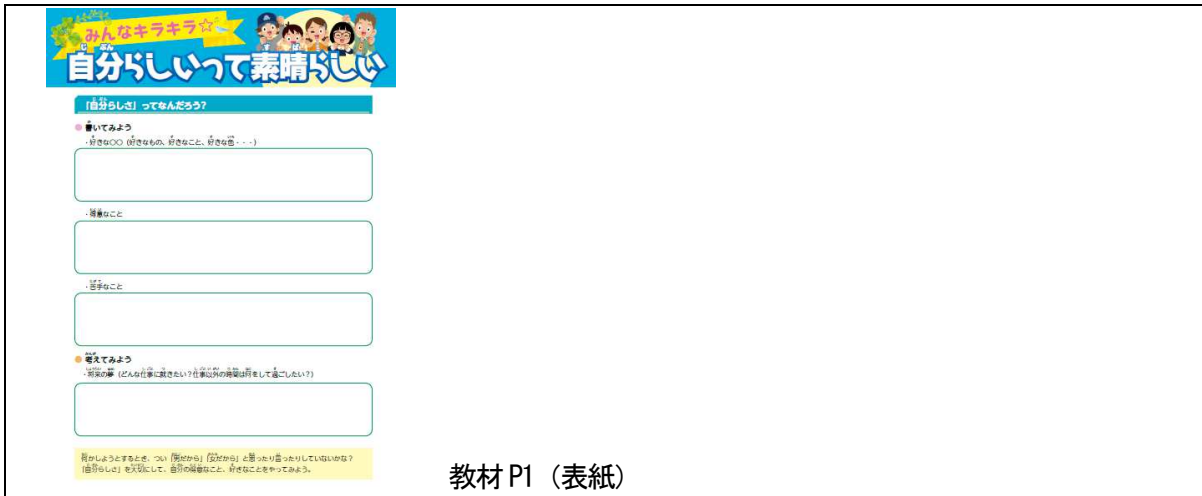 みんなキラキラ☆
自分らしいって素晴らしい
「自分らしさ」ってなんだろう?
書いてみよう
・好きな〇〇(好きなもの、好きなこと、好きな色・・・)
・得意なこと
・苦手なこと
考えてみよう
・将来の夢(どんな仕事に就きたい?仕事以外の時間は何をして過ごしたい?)
何かしようとするとき、つい「男だから」「女だから」と思ったり言ったりしていないかな?
「自分らしさ」を大切にして、自分の得意なこと、好きなことをやってみよう。
教材 P1(表紙)